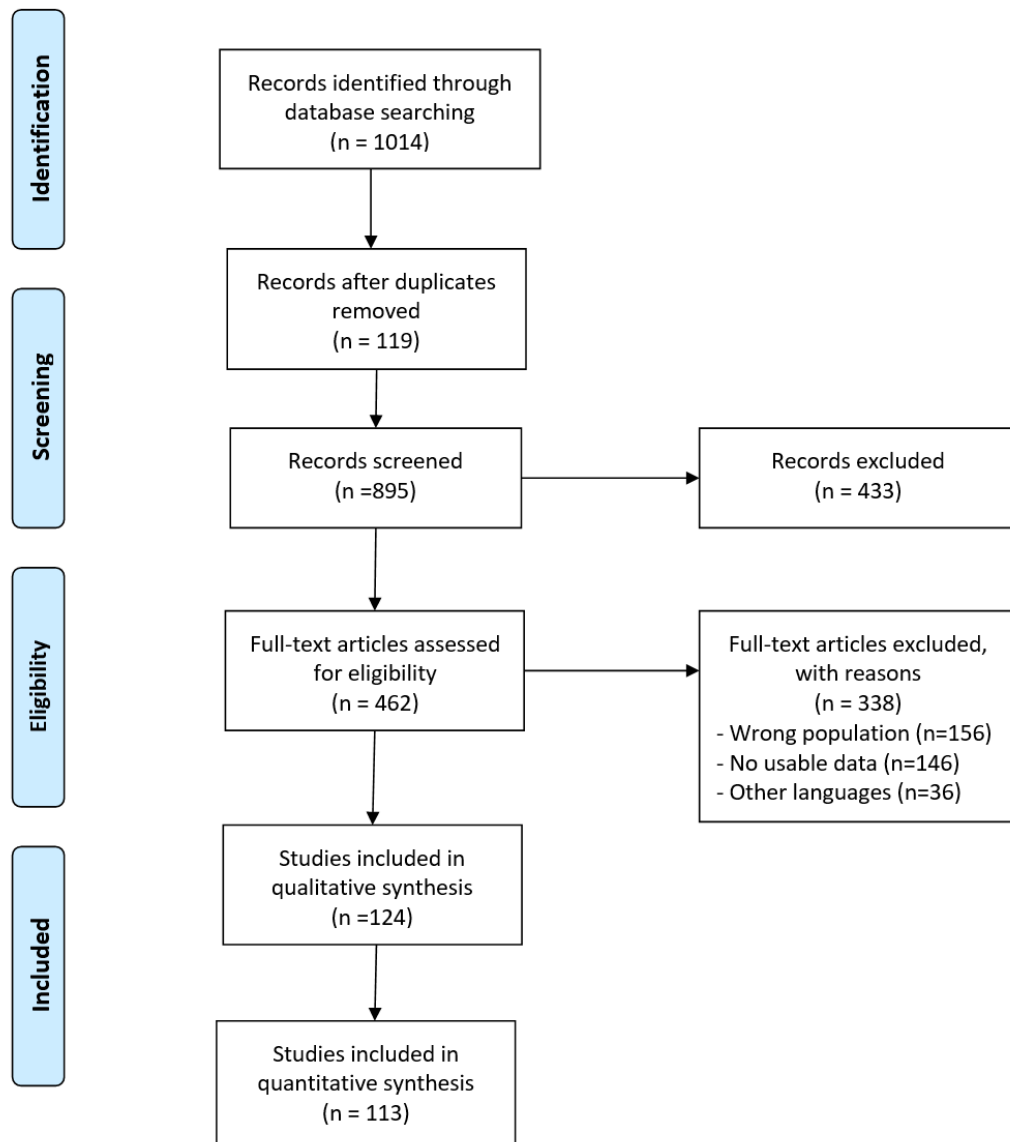 Identification
Records identified through
database searching
(n = 1014)
Records after duplicates
removed
(n = 119)
Screening
Records screened
(n =895)
Records excluded
(n = 433)
Eligibility
Full-text articles assessed
for eligibility
(n = 462)
Full-text articles excluded,
with reasons
(n = 338)
- Wrong population (n=156)
- No usable data (n=146)
- Other languages (n=36)
Included
Studies included in
qualitative synthesis
(n =124)
Studies included in
quantitative synthesis
(n = 113)